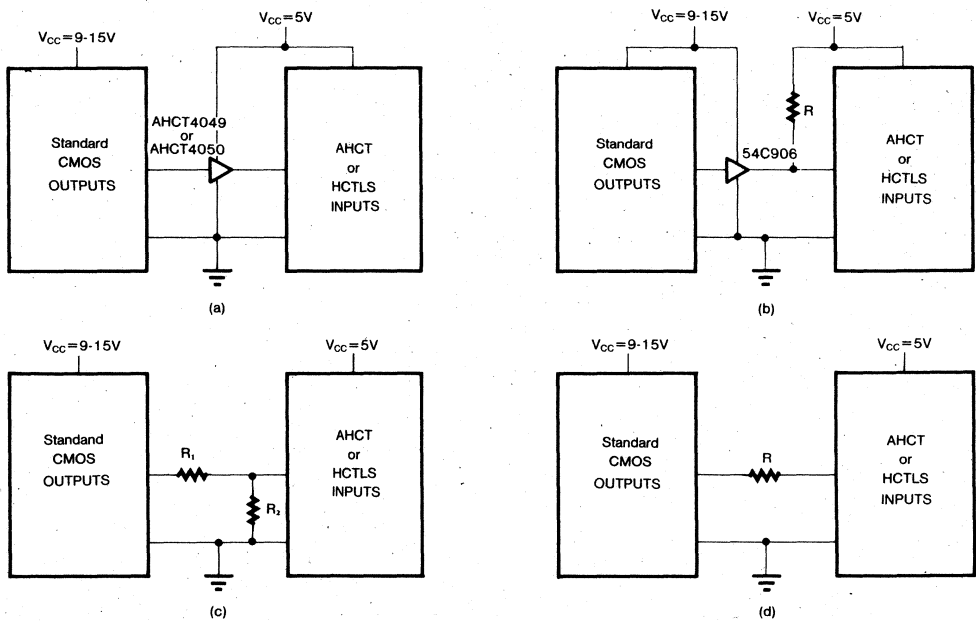 V_CC=9-15V
V_CC=5V
Standard
CMOS
OUTPUTS
AHCT4049
or
AHCT4050
AHCT
or
HCTLS
INPUTS
(a)
V_CC=9-15V
V_CC=5V
Standard
CMOS
OUTPUTS
54C906
R
AHCT
or
HCTLS
INPUTS
(b)
V_CC=9-15V
V_CC=5V
Standand
CMOS
OUTPUTS
R₁
R₂
AHCT
or
HCTLS
INPUTS
(c)
V_CC=9-15V
V_CC=5V
Standard
CMOS
OUTPUTS
R
AHCT
or
HCTLS
INPUTS
(d)